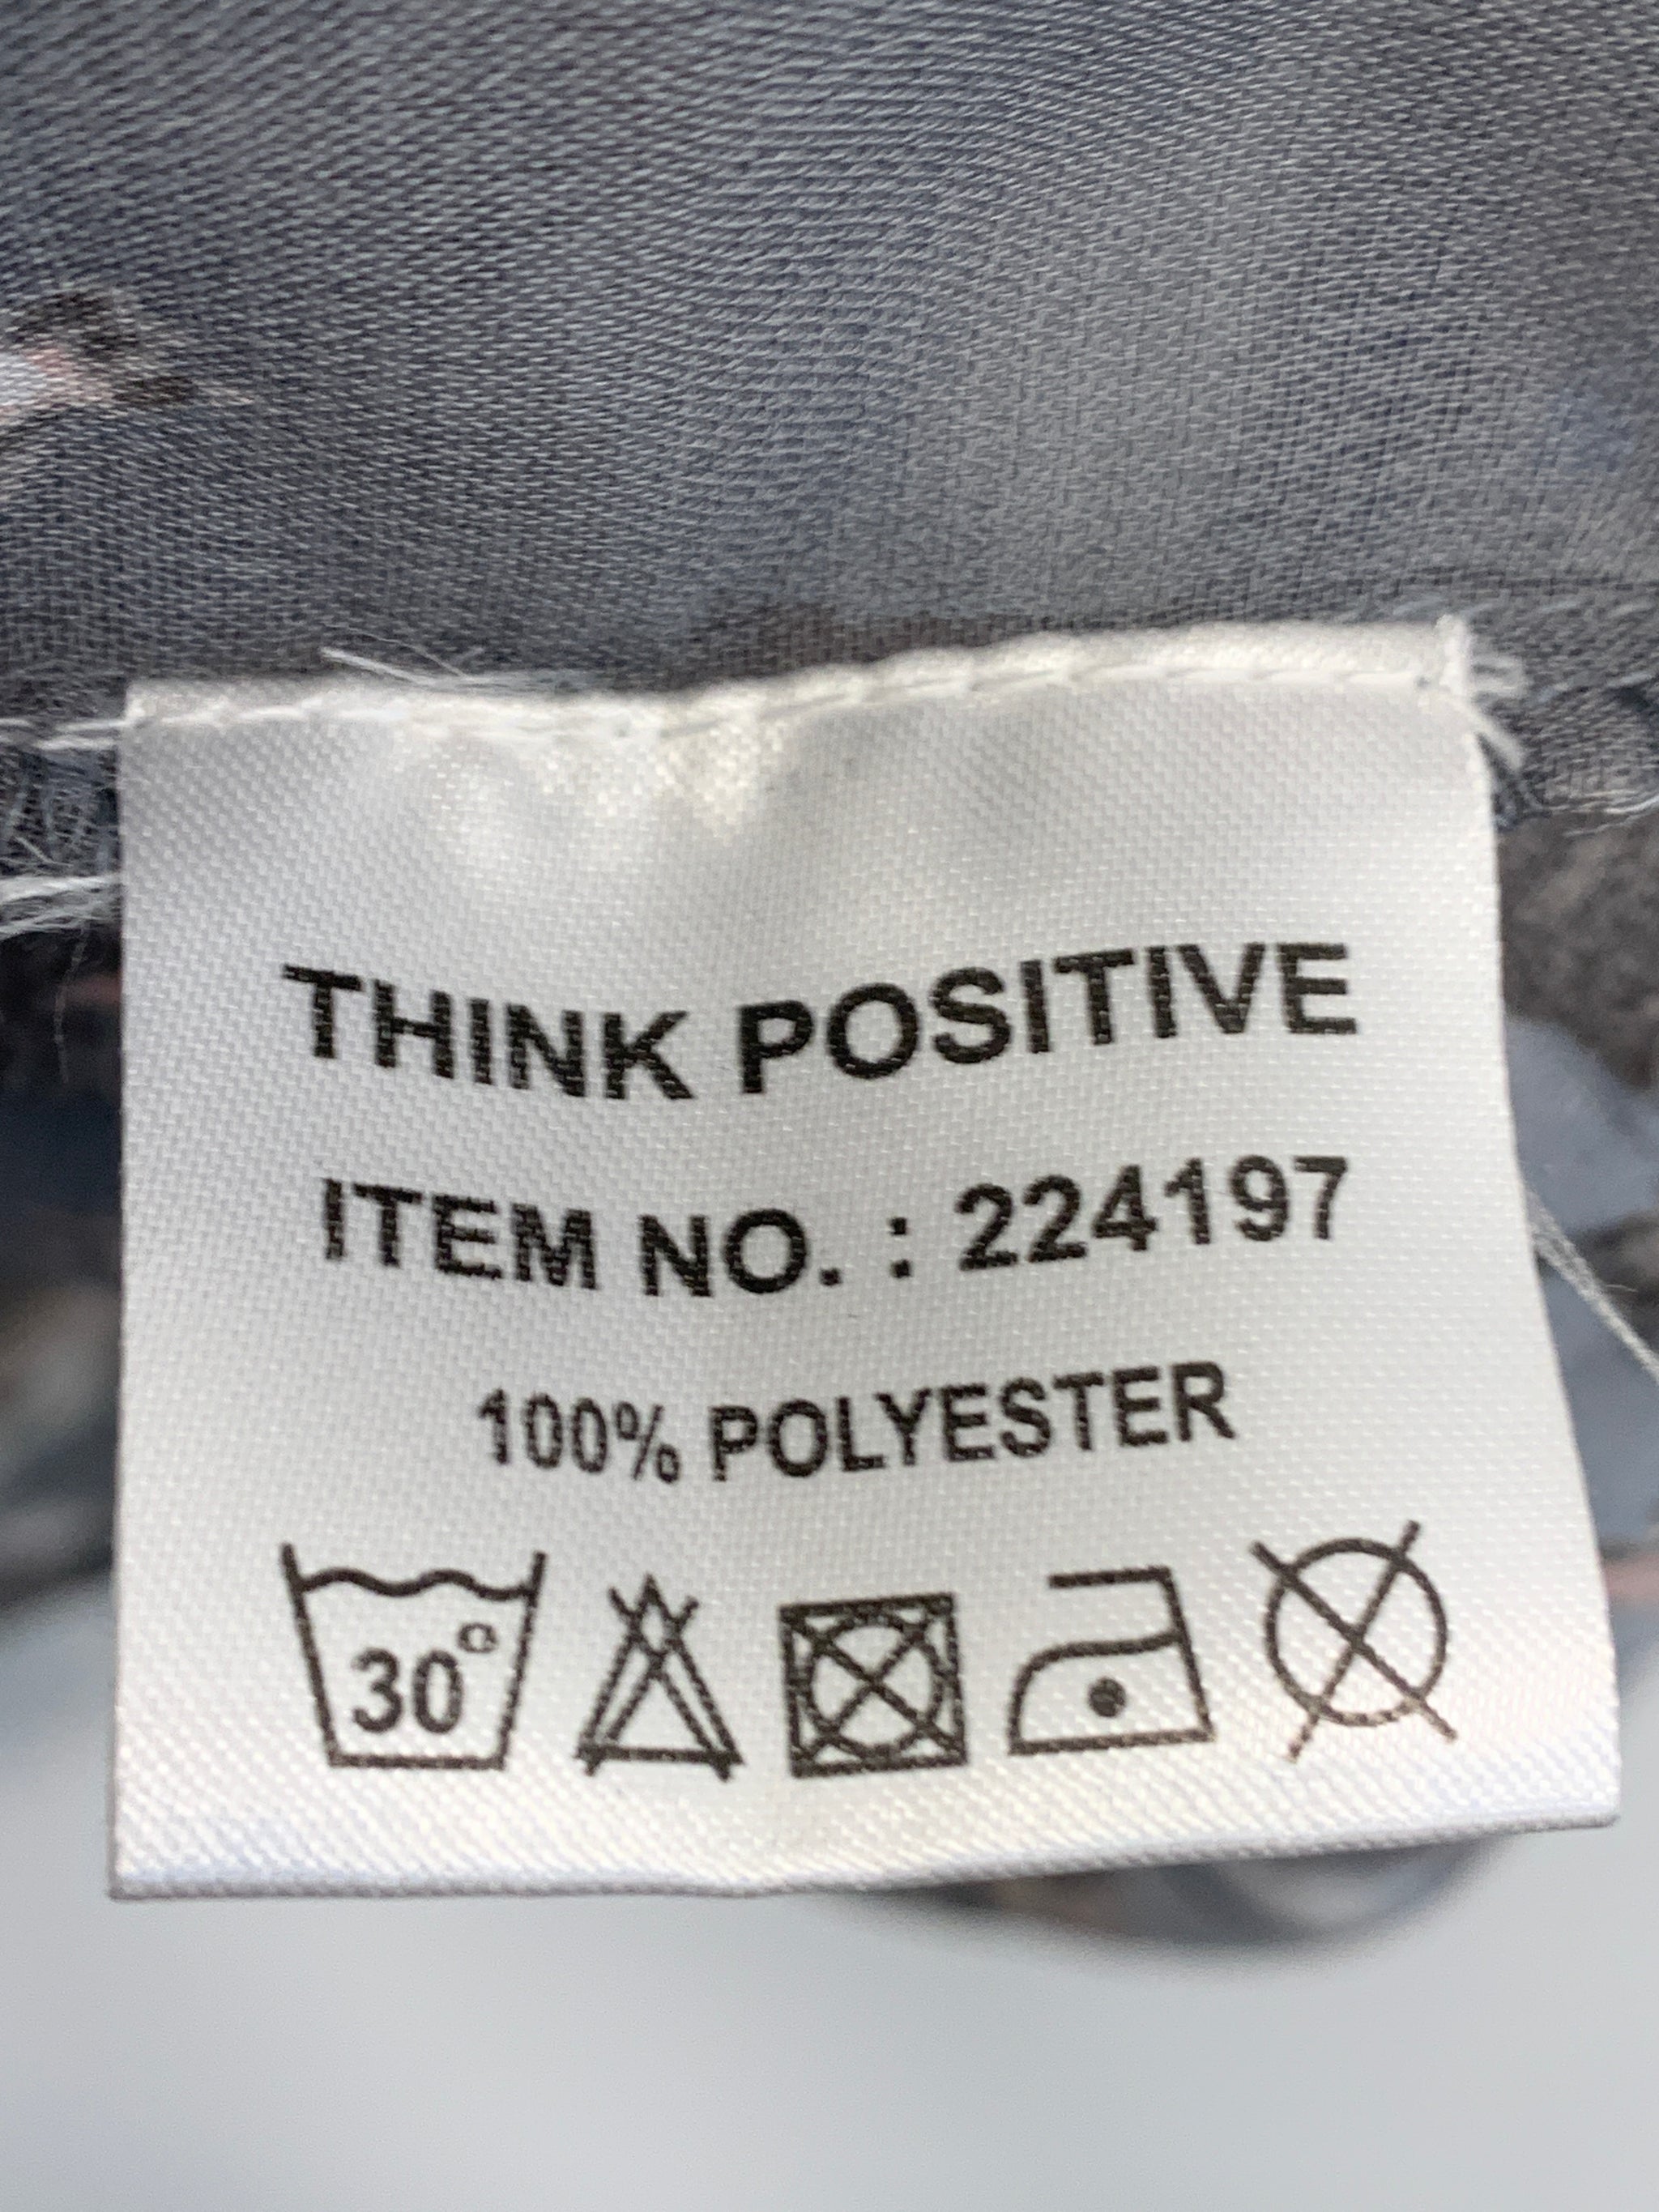 THINK POSITIVE
ITEM NO. : 224197
100% POLYESTER
30°